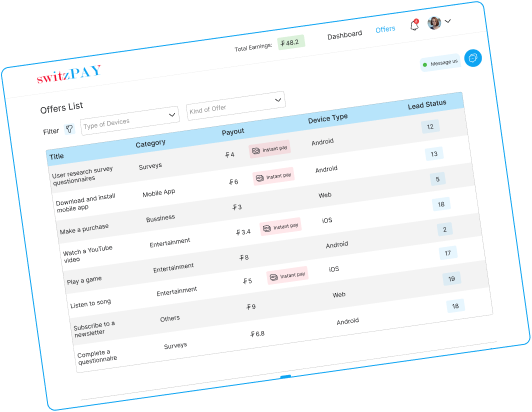 switzPAY
Total Earnings: ₣48.2
Dashboard
Offers
Message us
Offers List
Filter
Type of Devices
Kind of Offer
Title Category Payout Device Type Lead Status
User research survey
questionnaires
Surveys ₣4 Instant pay Android 12
Download and install
mobile app
Mobile App ₣6 Instant pay Android 13
Make a purchase Bussiness ₣3 Web 5
Watch a YouTube
video
Entertainment ₣3.4 Instant pay iOS 18
Play a game Entertainment ₣8 Android 2
Listen to song Entertainment ₣5 Instant pay iOS 17
Subscribe to a
newsletter
Others ₣9 Web 19
Complete a
questionnaire
Surveys ₣6.8 Android 18